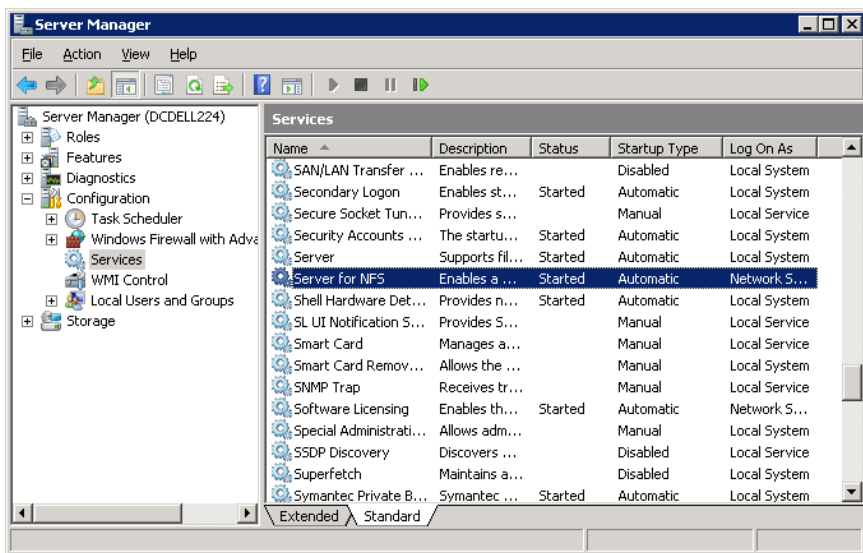 Server Manager
File Action View Help
Server Manager (DCDELL224)
Roles
Features
Diagnostics
Configuration
Task Scheduler
Windows Firewall with Adva
Services
WMI Control
Local Users and Groups
Storage
Services
Name Description Status Startup Type Log On As
SAN/LAN Transfer ... Enables re... Disabled Local System
Secondary Logon Enables st... Started Automatic Local System
Secure Socket Tun... Provides s... Manual Local Service
Security Accounts ... The startu... Started Automatic Local System
Server Supports fil... Started Automatic Local System
Server for NFS Enables a ... Started Automatic Network S...
Shell Hardware Det... Provides n... Started Automatic Local System
SL UI Notification S... Provides S... Manual Local Service
Smart Card Manages a... Manual Local Service
Smart Card Remov... Allows the ... Manual Local System
SNMP Trap Receives tr... Manual Local Service
Software Licensing Enables th... Started Automatic Network S...
Special Administrati... Allows adm... Manual Local System
SSDP Discovery Discovers ... Disabled Local Service
Superfetch Maintains a... Disabled Local System
Symantec Private B... Symantec ... Started Automatic Local System
Extended Standard